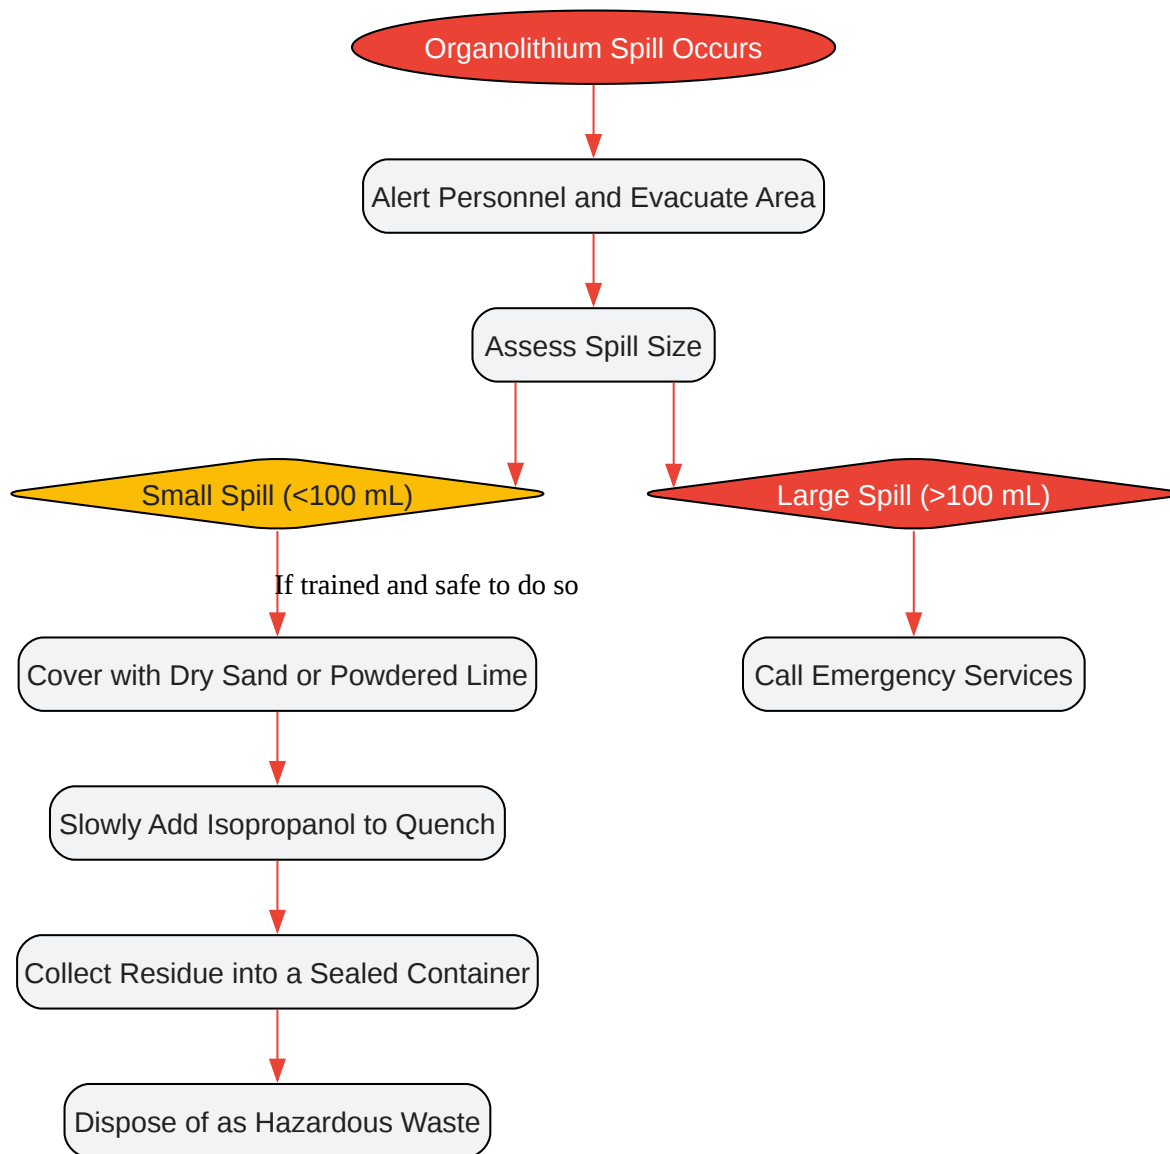 Organolithium Spill Occurs
Alert Personnel and Evacuate Area
Assess Spill Size
Small Spill (<100 mL)
Large Spill (>100 mL)
If trained and safe to do so
Cover with Dry Sand or Powdered Lime
Call Emergency Services
Slowly Add Isopropanol to Quench
Collect Residue into a Sealed Container
Dispose of as Hazardous Waste